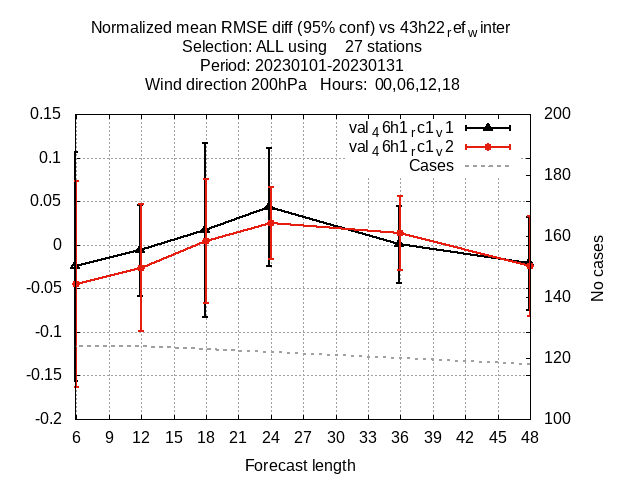 Normalized mean RMSE diff (95% conf) vs 43h22refwinter
Selection: ALL using 27 stations
Period: 20230101-20230131
Wind direction 200hPa Hours: 00,06,12,18
0.15
0.1
0.05
0
-0.05
-0.1
-0.15
-0.2
200
180
160
140
120
100
No cases
val46h1rc1v1
val46h1rc1v2
Cases
6 9 12 15 18 21 24 27 30 33 36 39 42 45 48
Forecast length